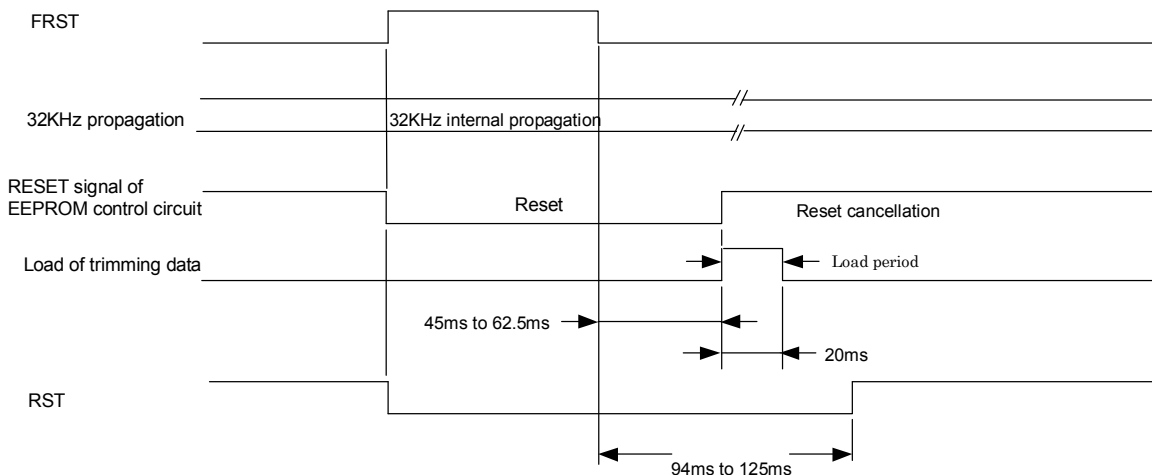 FRST
32KHz propagation
32KHz internal propagation
RESET signal of
EEPROM control circuit
Reset
Reset cancellation
Load of trimming data
Load period
45ms to 62.5ms
20ms
RST
94ms to 125ms